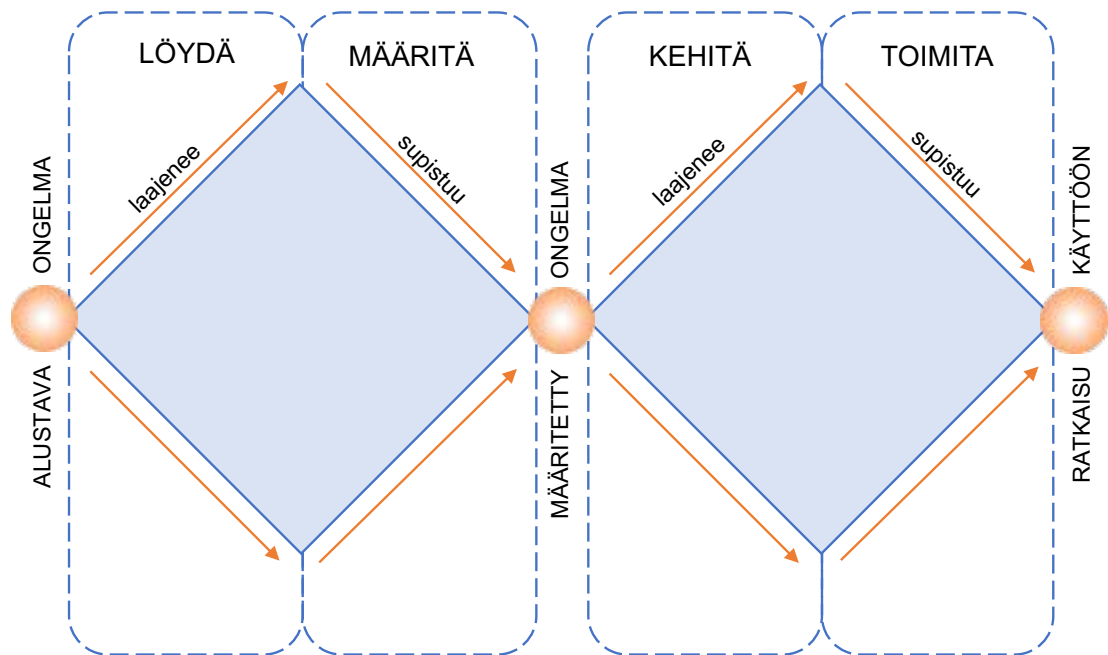 LÖYDÄ
MÄÄRITÄ
KEHITÄ
TOIMITA
laajenee
supistuu
laajenee
supistuu
ALUSTAVA ONGELMA
MÄÄRITETTY ONGELMA
RATKAISU KÄYTTÖÖN